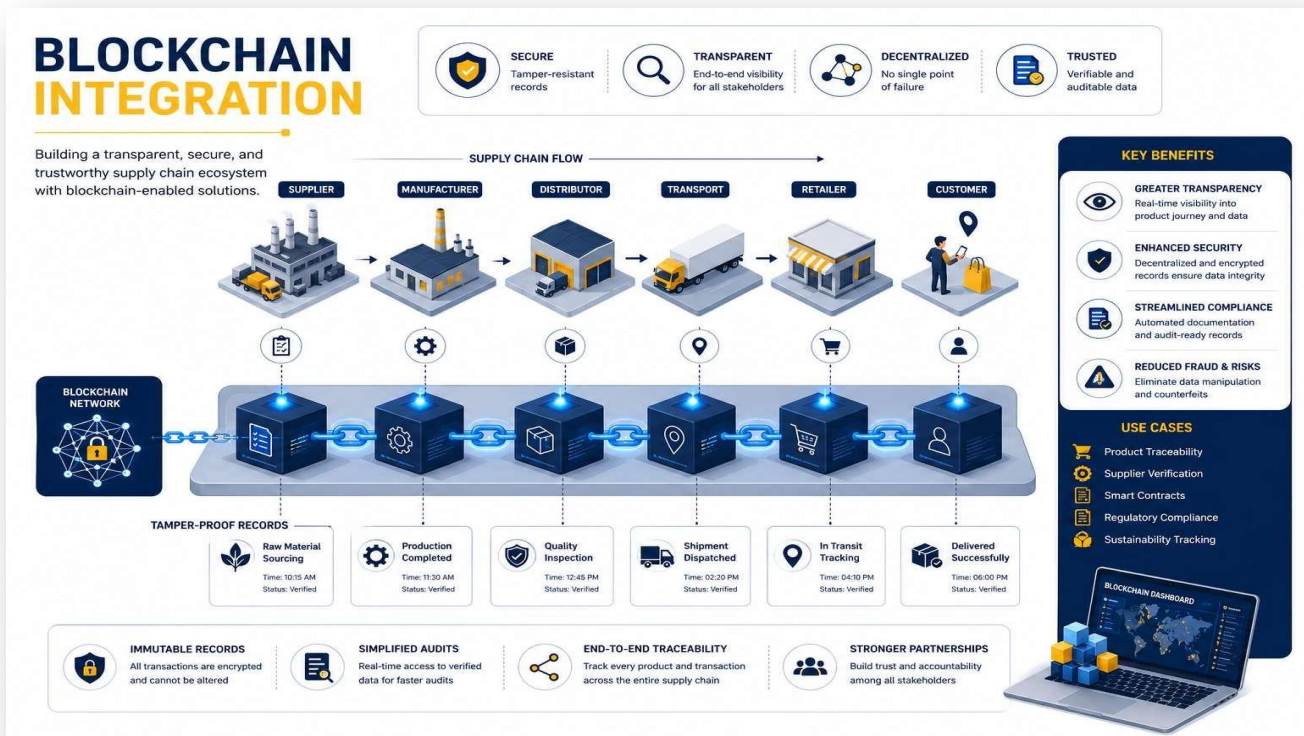 BLOCKCHAIN
INTEGRATION
Building a transparent, secure, and
trustworthy supply chain ecosystem
with blockchain-enabled solutions.
SECURE
Tamper-resistant
records
TRANSPARENT
End-to-end visibility
for all stakeholders
DECENTRALIZED
No single point
of failure
TRUSTED
Verifiable and
auditable data
SUPPLY CHAIN FLOW
SUPPLIER
MANUFACTURER
DISTRIBUTOR
TRANSPORT
RETAILER
CUSTOMER
BLOCKCHAIN
NETWORK
TAMPER-PROOF RECORDS
Raw Material
Sourcing
Time: 10:15 AM
Status: Verified
Production
Completed
Time: 11:30 AM
Status: Verified
Quality
Inspection
Time: 12:45 PM
Status: Verified
Shipment
Dispatched
Time: 02:20 PM
Status: Verified
In Transit
Tracking
Time: 04:10 PM
Status: Verified
Delivered
Successfully
Time: 06:00 PM
Status: Verified
KEY BENEFITS
GREATER TRANSPARENCY
Real-time visibility into
product journey and data
ENHANCED SECURITY
Decentralized and encrypted
records ensure data integrity
STREAMLINED COMPLIANCE
Automated documentation
and audit-ready records
REDUCED FRAUD & RISKS
Eliminate data manipulation
and counterfeits
USE CASES
Product Traceability
Supplier Verification
Smart Contracts
Regulatory Compliance
Sustainability Tracking
BLOCKCHAIN DASHBOARD
IMMUTABLE RECORDS
All transactions are encrypted
and cannot be altered
SIMPLIFIED AUDITS
Real-time access to verified
data for faster audits
END-TO-END TRACEABILITY
Track every product and transaction
across the entire supply chain
STRONGER PARTNERSHIPS
Build trust and accountability
among all stakeholders